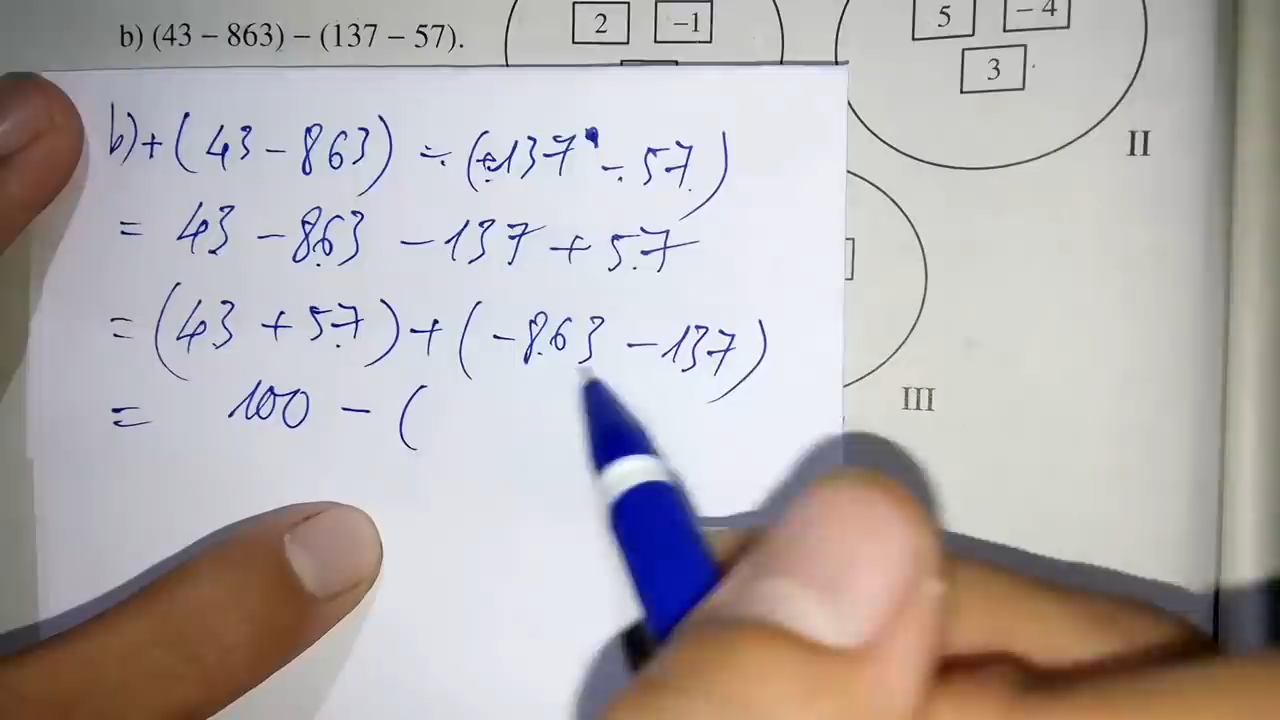 b) (43 – 863) – (137 – 57).
2 –1
5 – 4
3
II
III
b) + (43 – 863) – (+137 – 57)
= 43 – 863 – 137 + 57
= (43 + 57) + (–863 – 137)
= 100 – (